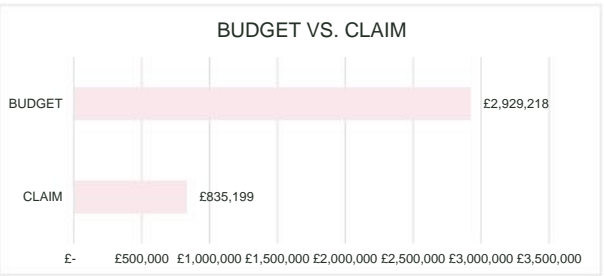 BUDGET VS. CLAIM
BUDGET
£2,929,218
CLAIM
£835,199
£- £500,000 £1,000,000 £1,500,000 £2,000,000 £2,500,000 £3,000,000 £3,500,000